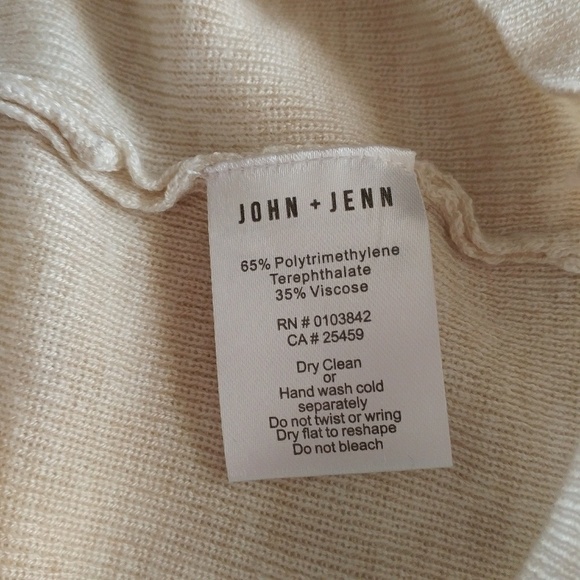 JOHN + JENN
65% Polytrimethylene
Terephthalate
35% Viscose
RN # 0103842
CA # 25459
Dry Clean
or
Hand wash cold
separately
Do not twist or wring
Dry flat to reshape
Do not bleach